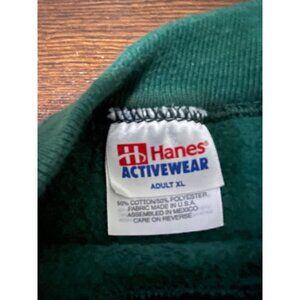 H Hanes
ACTIVEWEAR
ADULT XL
50% COTTON/50% POLYESTER
FABRIC MADE IN U.S.A.
ASSEMBLED IN MEXICO
CARE ON REVERSE